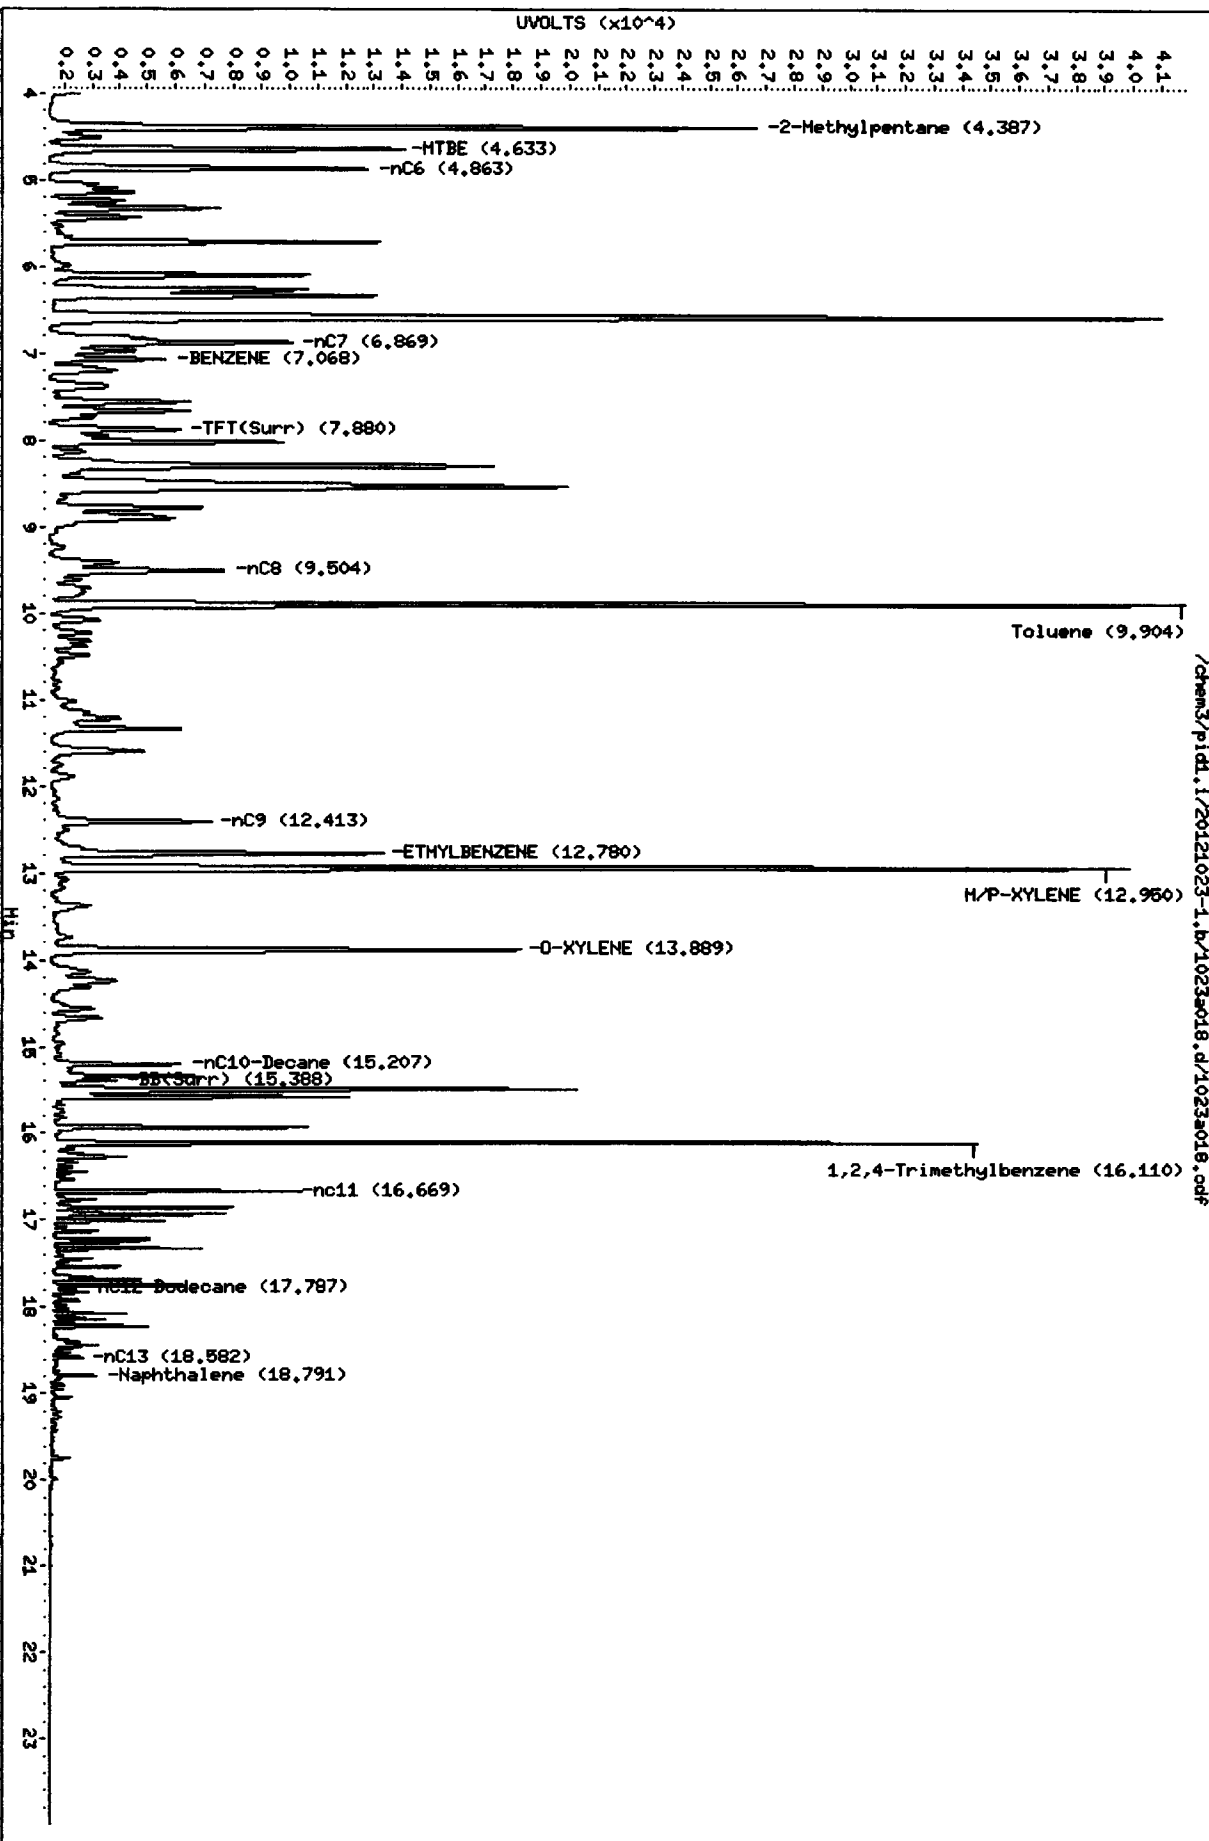 UVOLTS (x10^4)
0.2
0.3
0.4
0.5
0.6
0.7
0.8
0.9
1.0
1.1
1.2
1.3
1.4
1.5
1.6
1.7
1.8
1.9
2.0
2.1
2.2
2.3
2.4
2.5
2.6
2.7
2.8
2.9
3.0
3.1
3.2
3.3
3.4
3.5
3.6
3.7
3.8
3.9
4.0
4.1
/chem3/pid1.i/20121023-1.b/1023a018.d/1023a018.cdf
-2-Methylpentane (4.387)
-MTBE (4.633)
-nC6 (4.863)
-nC7 (6.869)
-BENZENE (7.068)
-TFT(Surr) (7.880)
-nC8 (9.504)
Toluene (9.904)
-nC9 (12.413)
-ETHYLBENZENE (12.780)
M/P-XYLENE (12.950)
-O-XYLENE (13.889)
-nC10-Decane (15.207)
-BB(Surr) (15.388)
1,2,4-Trimethylbenzene (16.110)
-nc11 (16.669)
-nC12-Dodecane (17.787)
-nC13 (18.582)
-Naphthalene (18.791)
4
5
6
7
8
9
10
11
12
13
14
15
16
17
18
19
20
21
22
23
Min